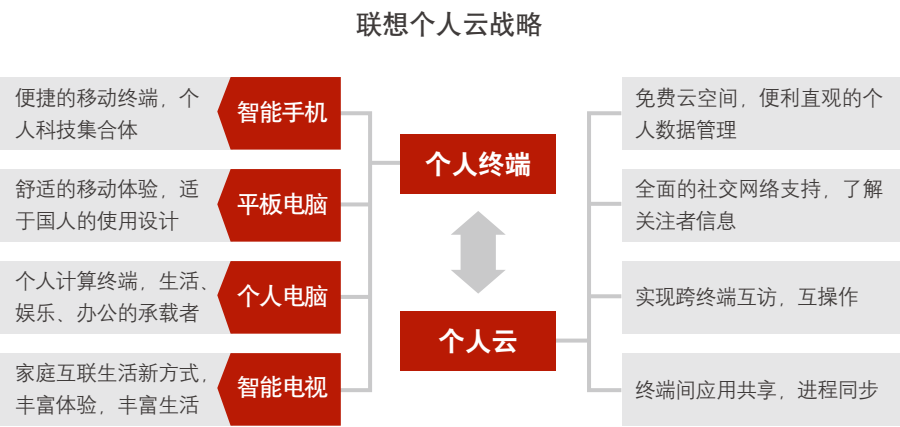 联想个人云战略
便捷的移动终端，个
人科技集合体
智能手机
舒适的移动体验，适
于国人的使用设计
平板电脑
个人计算终端，生活、
娱乐、办公的承载者
个人电脑
家庭互联生活新方式，
丰富体验，丰富生活
智能电视
个人终端
个人云
免费云空间，便利直观的个
人数据管理
全面的社交网络支持，了解
关注者信息
实现跨终端互访，互操作
终端间应用共享，进程同步